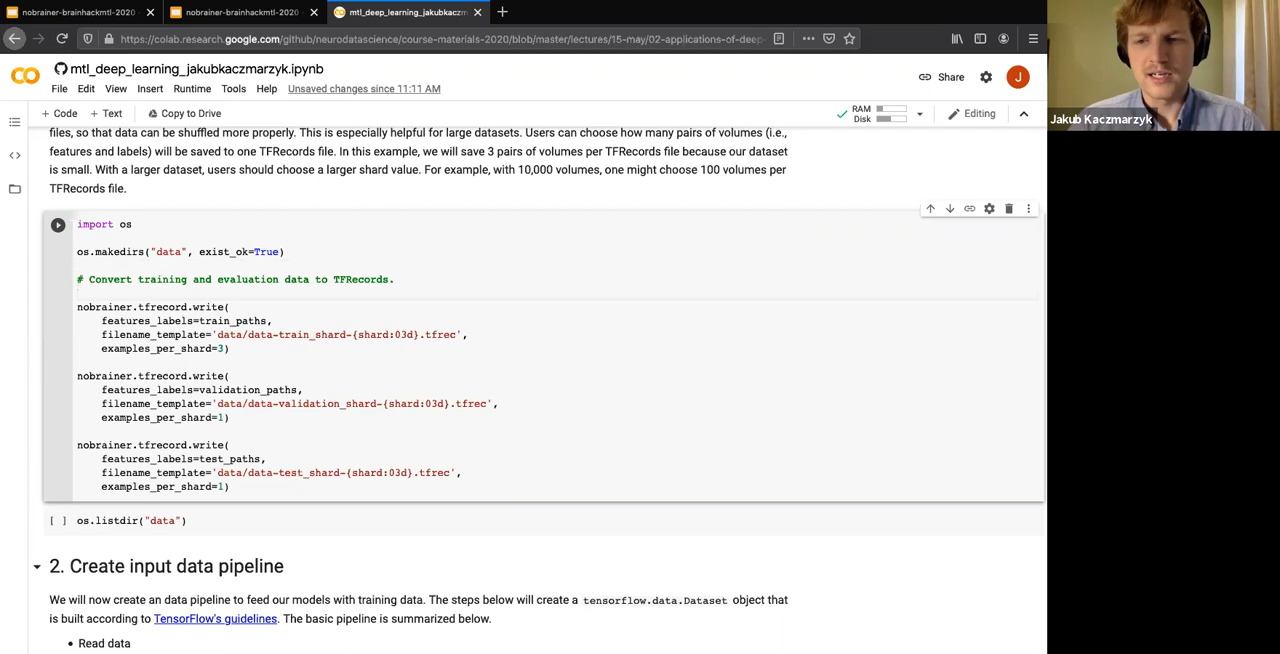 nobrainer-brainhackmtl-2020
nobrainer-brainhackmtl-2020
mtl_deep_learning_jakubkaczm
https://colab.research.google.com/github/neurodatascience/course-materials-2020/blob/master/lectures/15-may/02-applications-of-deep-
CO
mtl_deep_learning_jakubkaczmarzyk.ipynb
Share
J
File Edit View Insert Runtime Tools Help Unsaved changes since 11:11 AM
+ Code + Text Copy to Drive
RAM
Disk
Editing
Jakub Kaczmarzyk
files, so that data can be shuffled more properly. This is especially helpful for large datasets. Users can choose how many pairs of volumes (i.e.,
features and labels) will be saved to one TFRecords file. In this example, we will save 3 pairs of volumes per TFRecords file because our dataset
is small. With a larger dataset, users should choose a larger shard value. For example, with 10,000 volumes, one might choose 100 volumes per
TFRecords file.
import os
os.makedirs("data", exist_ok=True)
# Convert training and evaluation data to TFRecords.
nobrainer.tfrecord.write(
features_labels=train_paths,
filename_template='data/data-train_shard-{shard:03d}.tfrec',
examples_per_shard=3)
nobrainer.tfrecord.write(
features_labels=validation_paths,
filename_template='data/data-validation_shard-{shard:03d}.tfrec',
examples_per_shard=1)
nobrainer.tfrecord.write(
features_labels=test_paths,
filename_template='data/data-test_shard-{shard:03d}.tfrec',
examples_per_shard=1)
[ ] os.listdir("data")
2. Create input data pipeline
We will now create an data pipeline to feed our models with training data. The steps below will create a tensorflow.data.Dataset object that
is built according to TensorFlow's guidelines. The basic pipeline is summarized below.
• Read data